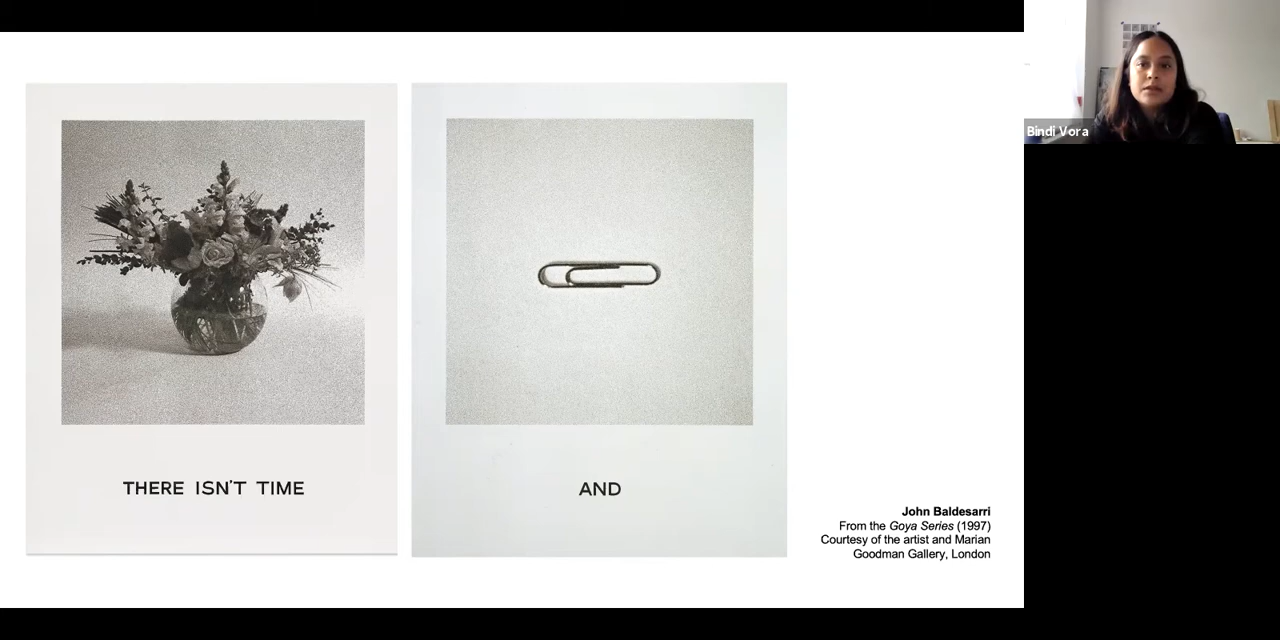 THERE ISN'T TIME
AND
John Baldesarri
From the Goya Series (1997)
Courtesy of the artist and Marian
Goodman Gallery, London
Bindi Vora